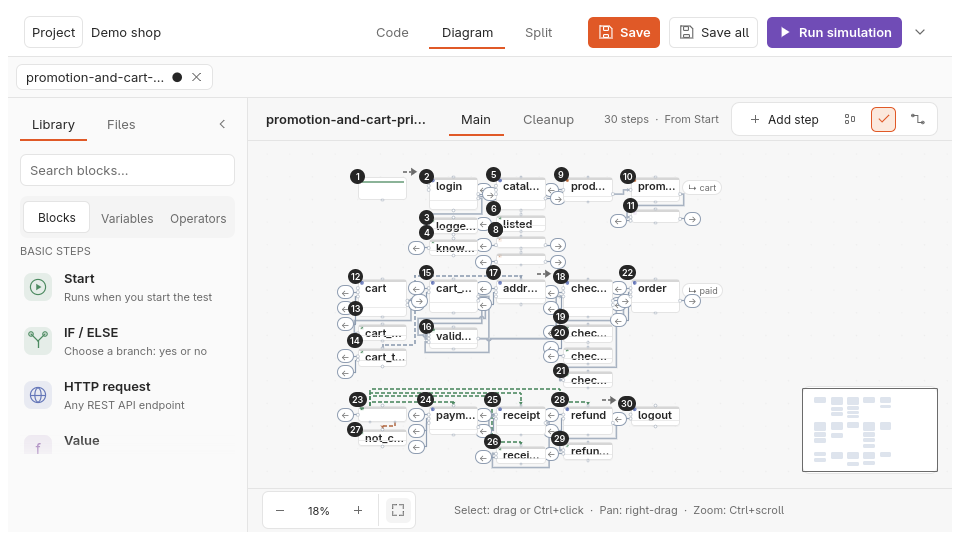 Project Demo shop Code Diagram Split Save Save all Run simulation
promotion-and-cart-...
Library Files
promotion-and-cart-pri... Main Cleanup 30 steps · From Start Add step
Search blocks...
Blocks Variables Operators
BASIC STEPS
Start
Runs when you start the test
IF / ELSE
Choose a branch: yes or no
HTTP request
Any REST API endpoint
Value
f
1 2 login 5 catal... 9 prod... 10 prom... ↳ cart
3 logge... 6 listed 11
4 know... 8
12 cart 15 cart_... 17 addr... 18 chec... 22 order ↳ paid
13 cart_... 16 valid... 19 chec...
14 cart_t... 20 chec...
21 chec...
23 24 paym... 25 receipt 28 refund 30 logout
27 not_c... 26 recei... 29 refun...
18% Select: drag or Ctrl+click · Pan: right-drag · Zoom: Ctrl+scroll